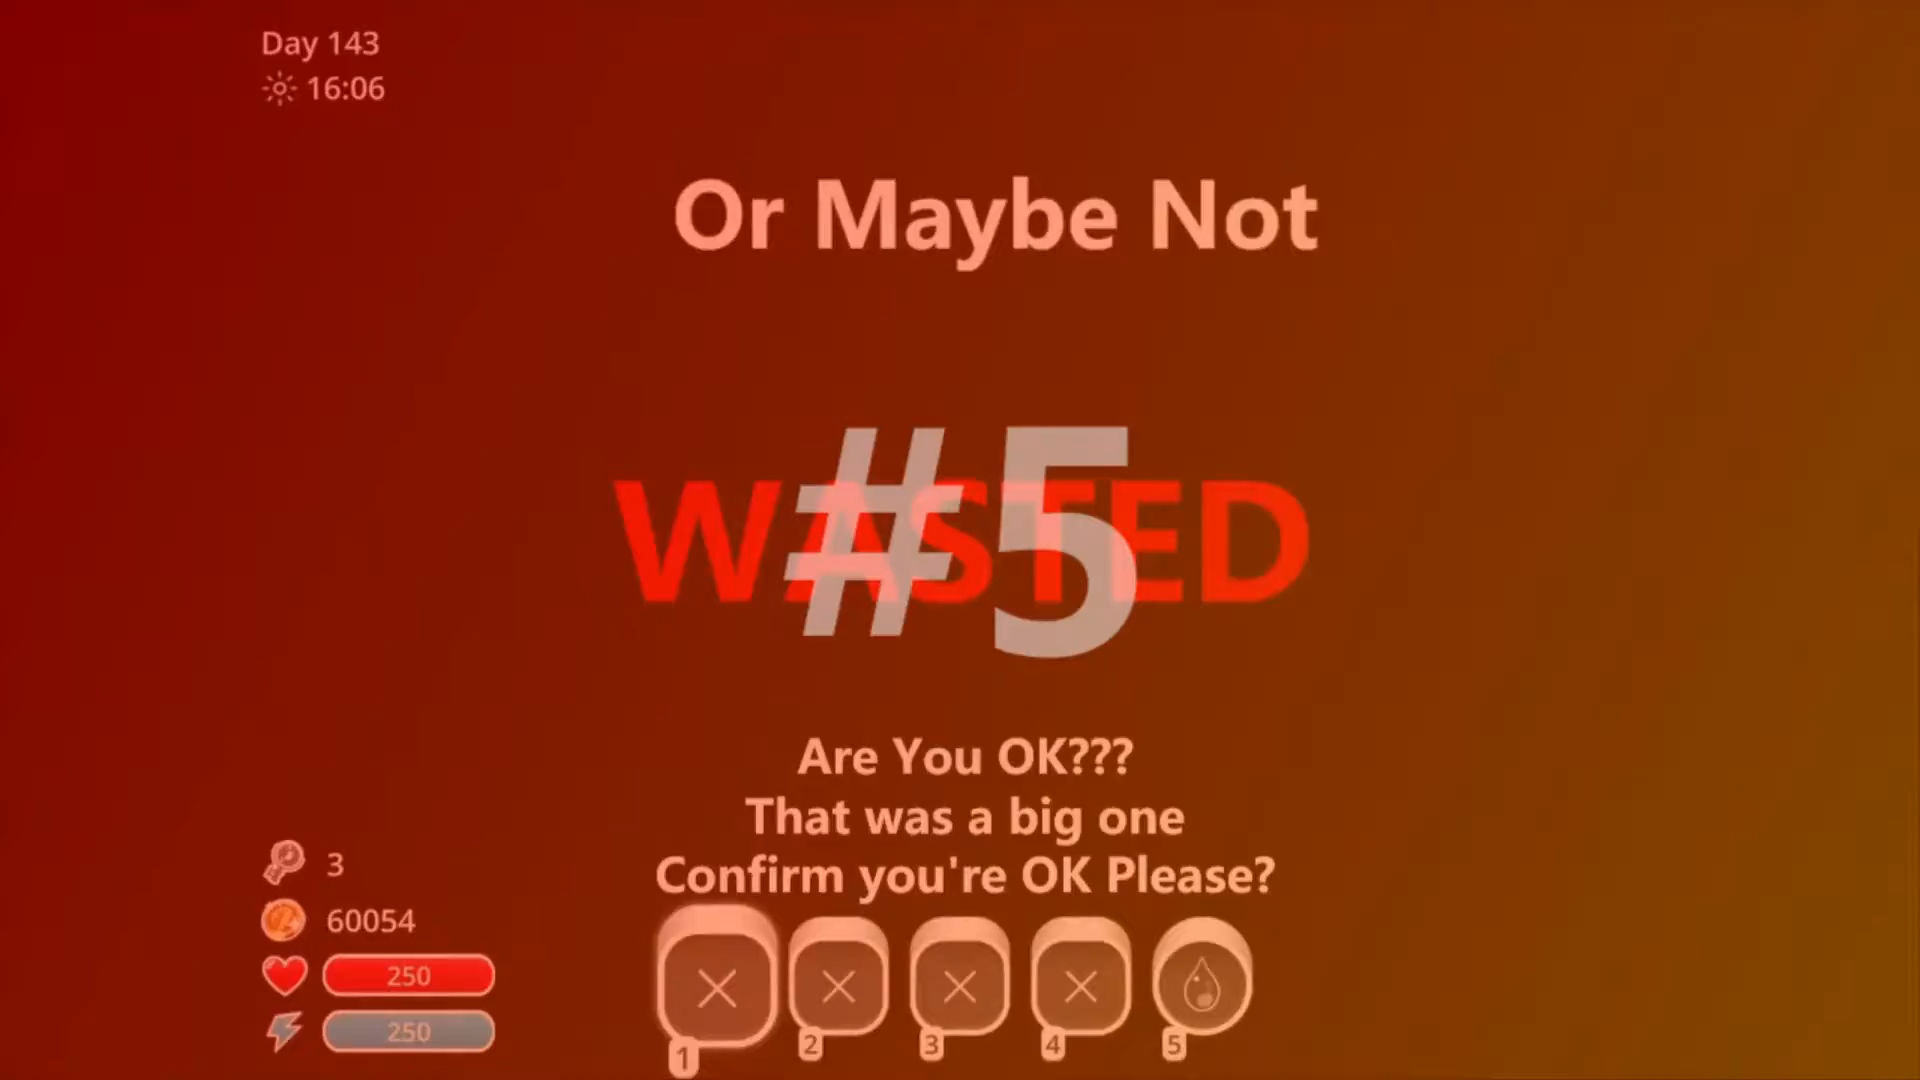 Day 143
16:06
Or Maybe Not
WASTED
#5
Are You OK???
That was a big one
Confirm you're OK Please?
3
60054
250
250
1
2
3
4
5